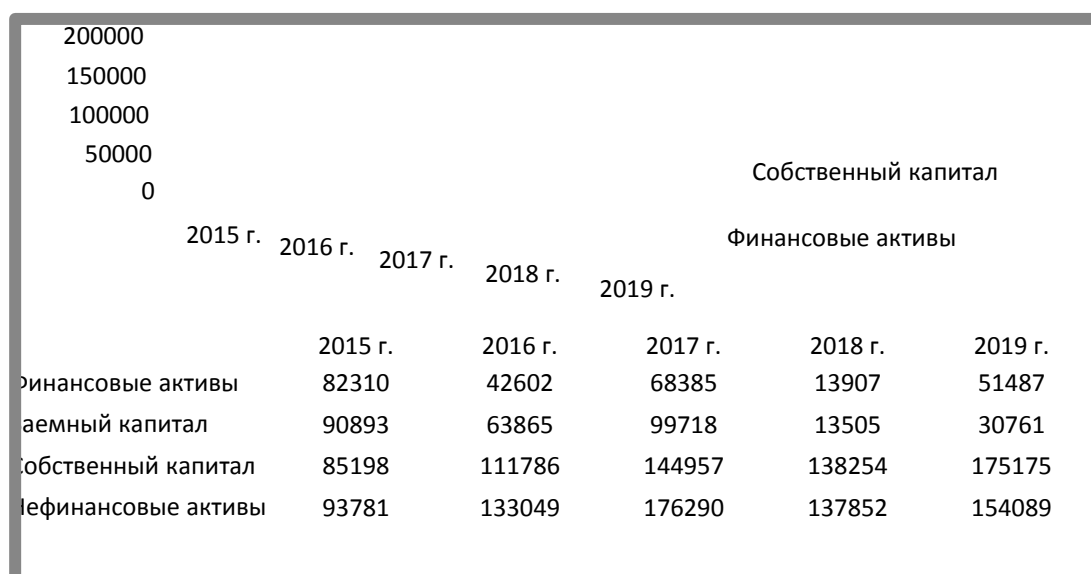 200000
150000
100000
50000
0
Собственный капитал
Финансовые активы
2015 г. 2016 г. 2017 г. 2018 г. 2019 г.
2015 г. 2016 г. 2017 г. 2018 г. 2019 г.
инансовые активы 82310 42602 68385 13907 51487
аемный капитал 90893 63865 99718 13505 30761
обственный капитал 85198 111786 144957 138254 175175
ефинансовые активы 93781 133049 176290 137852 154089